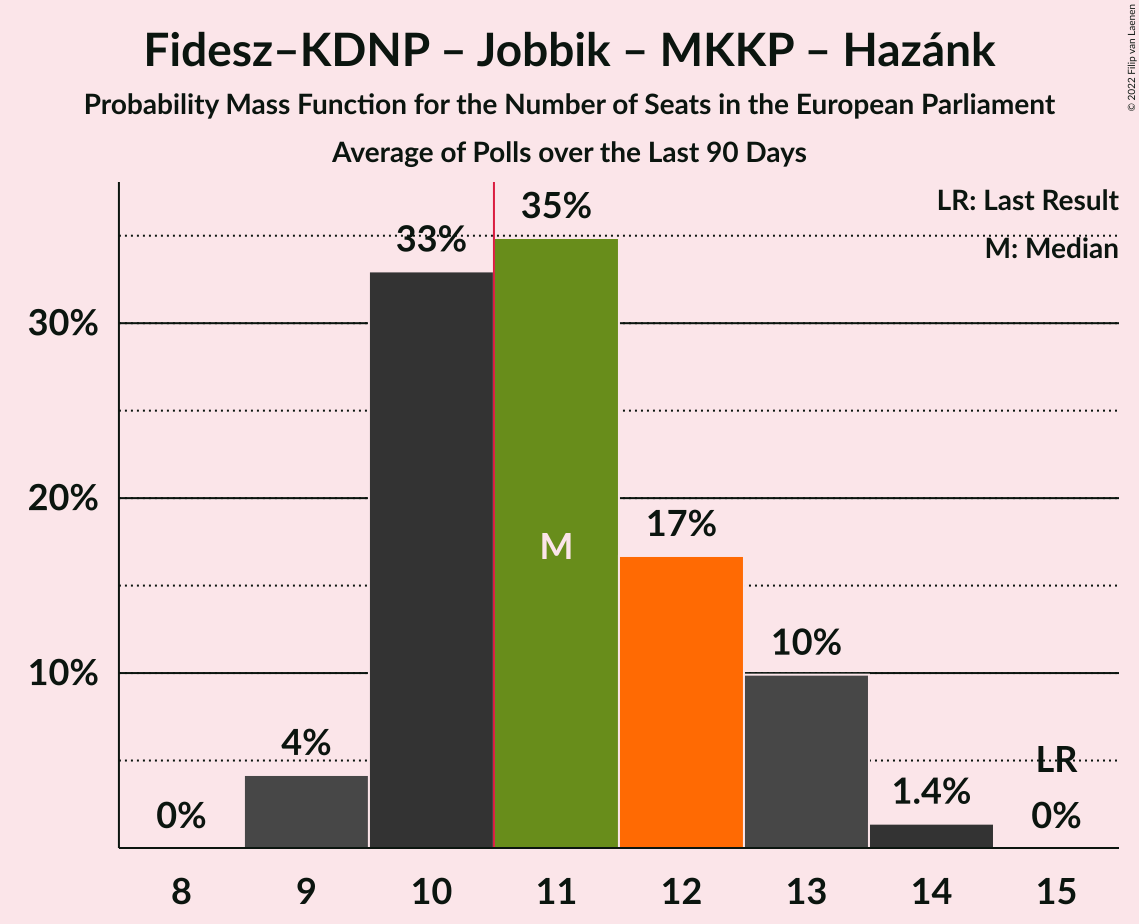 Fidesz–KDNP – Jobbik – MKKP – Hazánk
Probability Mass Function for the Number of Seats in the European Parliament
Average of Polls over the Last 90 Days
© 2022 Filip van Laenen
LR: Last Result
M: Median
35%
33%
30%
20%
17%
M
10%
10%
4%
LR
1.4%
0%
0%
8 9 10 11 12 13 14 15